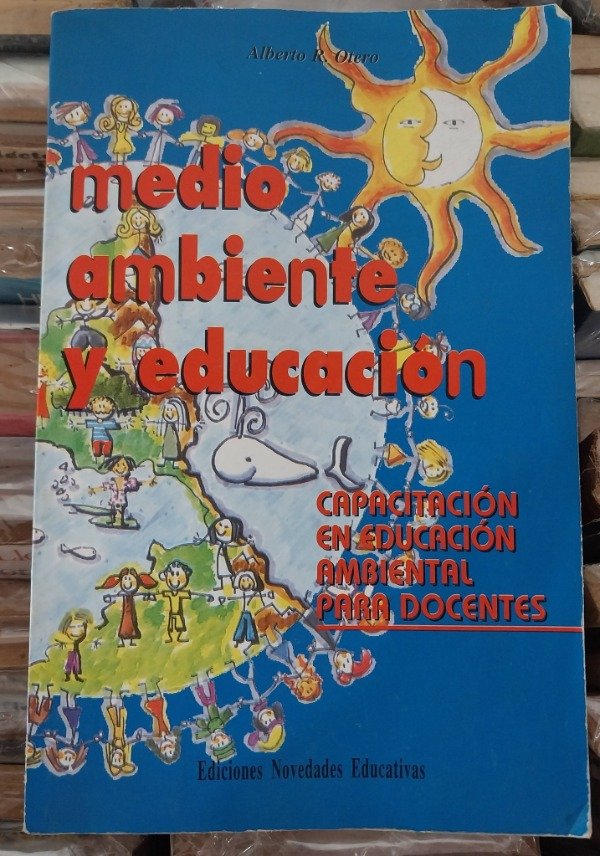 Alberto R. Otero
medio
ambiente
y educación
CAPACITACIÓN
EN EDUCACIÓN
AMBIENTAL
PARA DOCENTES
Ediciones Novedades Educativas